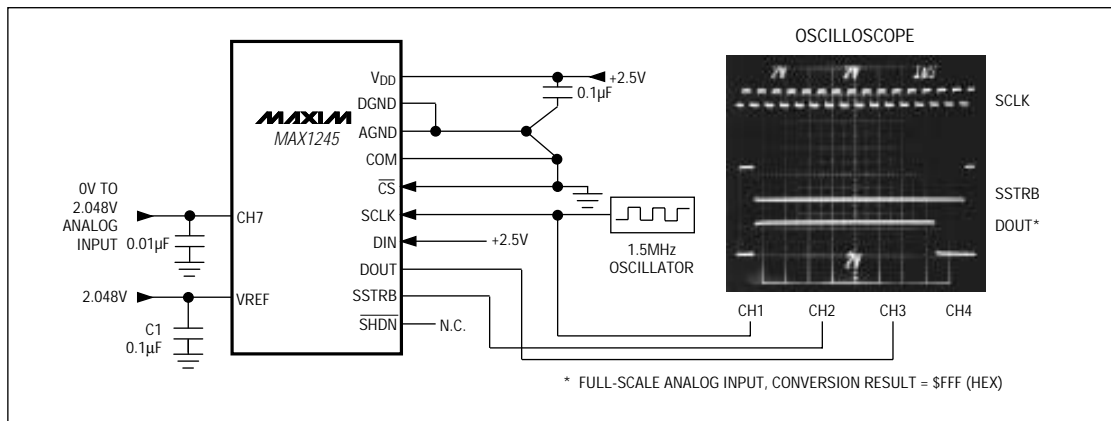 OSCILLOSCOPE
VDD
+2.5V
0.1µF
DGND
MAXIM
MAX1245
AGND
COM
CS
SCLK
DIN
+2.5V
DOUT
SSTRB
SHDN
N.C.
0V TO
2.048V
ANALOG
INPUT
CH7
0.01µF
2.048V
VREF
C1
0.1µF
1.5MHz
OSCILLATOR
SCLK
SSTRB
DOUT*
CH1
CH2
CH3
CH4
* FULL-SCALE ANALOG INPUT, CONVERSION RESULT = $FFF (HEX)